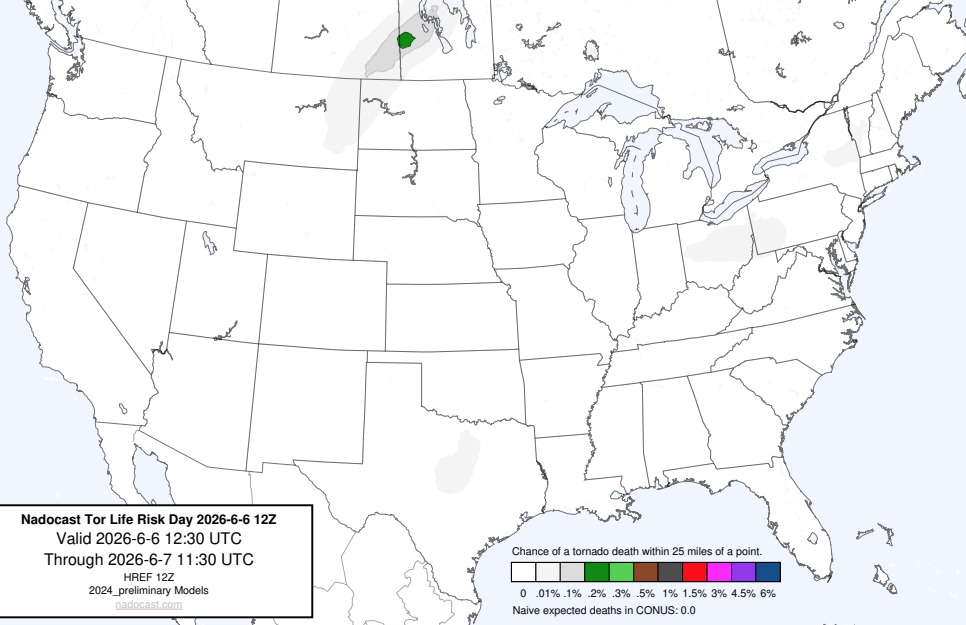 Nadocast Tor Life Risk Day 2026-6-6 12Z
Valid 2026-6-6 12:30 UTC
Through 2026-6-7 11:30 UTC
HREF 12Z
2024_preliminary Models
nadocast.com
Chance of a tornado death within 25 miles of a point.
0 .01% .1% .2% .3% .5% 1% 1.5% 3% 4.5% 6%
Naive expected deaths in CONUS: 0.0